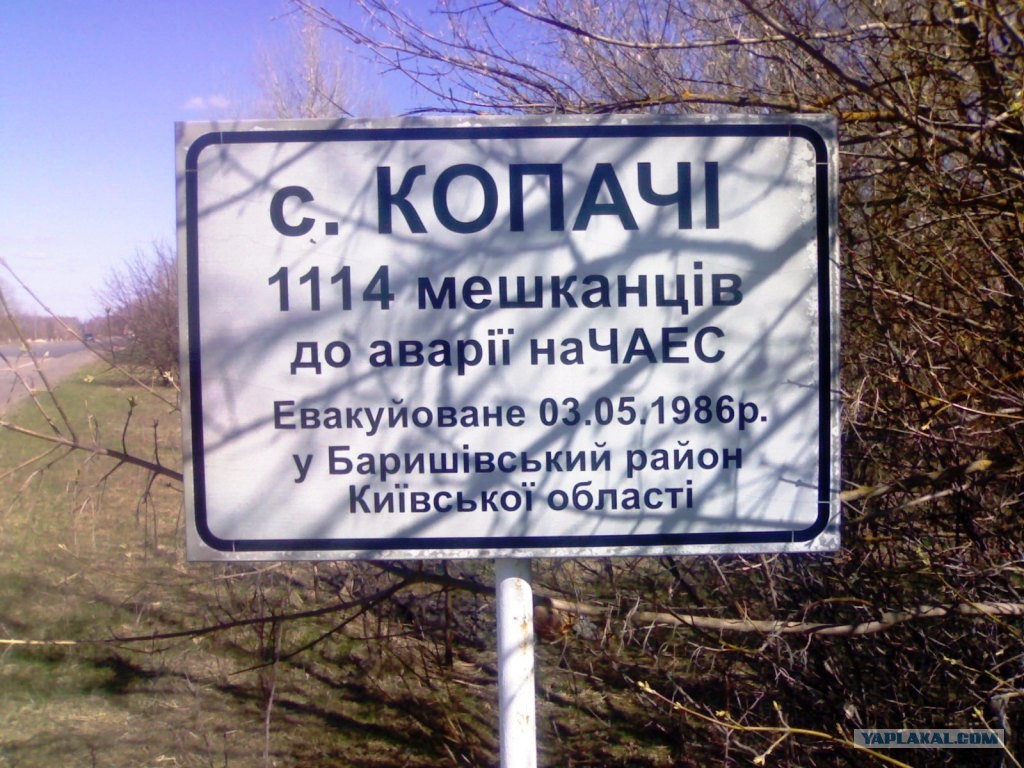 с. КОПАЧІ
1114 мешканців
до аварії наЧАЕС
Евакуйоване 03.05.1986р.
у Баришівський район
Київської області
YAPLAKAL.COM